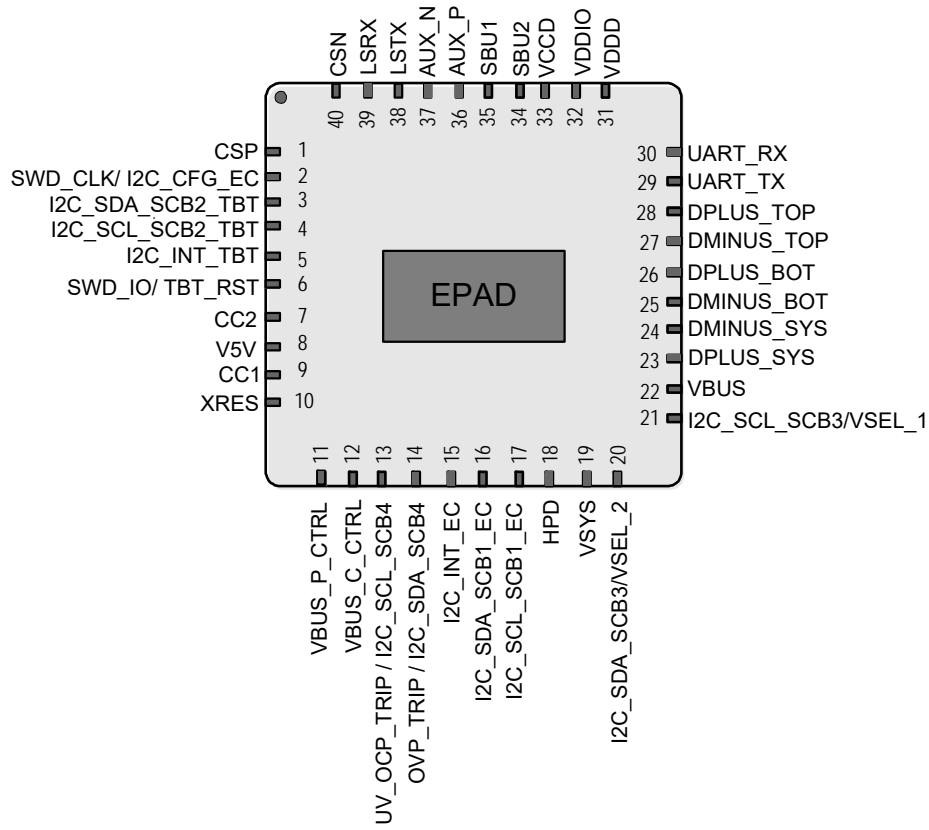 CSN
LSRX
LSTX
AUX_N
AUX_P
SBU1
SBU2
VCCD
VDDIO
VDDD
40
39
38
37
36
35
34
33
32
31
CSP 1
SWD_CLK/ I2C_CFG_EC 2
I2C_SDA_SCB2_TBT 3
I2C_SCL_SCB2_TBT 4
I2C_INT_TBT 5
SWD_IO/ TBT_RST 6
CC2 7
V5V 8
CC1 9
XRES 10
EPAD
30 UART_RX
29 UART_TX
28 DPLUS_TOP
27 DMINUS_TOP
26 DPLUS_BOT
25 DMINUS_BOT
24 DMINUS_SYS
23 DPLUS_SYS
22 VBUS
21 I2C_SCL_SCB3/VSEL_1
11
12
13
14
15
16
17
18
19
20
VBUS_P_CTRL
VBUS_C_CTRL
UV_OCP_TRIP / I2C_SCL_SCB4
OVP_TRIP / I2C_SDA_SCB4
I2C_INT_EC
I2C_SDA_SCB1_EC
I2C_SCL_SCB1_EC
HPD
VSYS
I2C_SDA_SCB3/VSEL_2